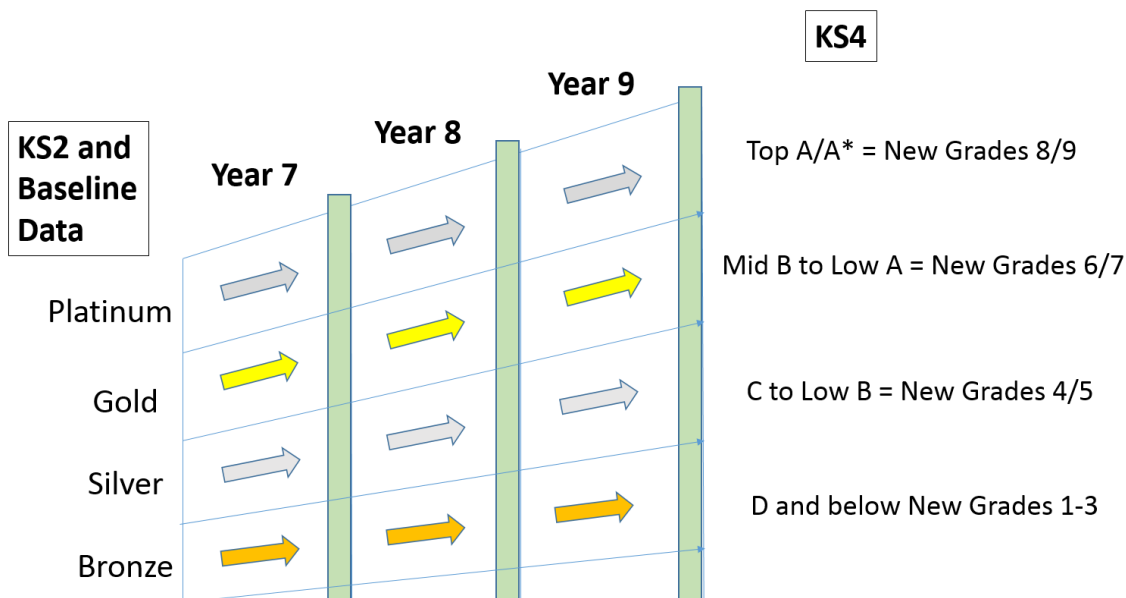 KS4
Year 9
Year 8
Year 7
KS2 and
Baseline
Data
Top A/A* = New Grades 8/9
Mid B to Low A = New Grades 6/7
Platinum
Gold
C to Low B = New Grades 4/5
Silver
D and below New Grades 1-3
Bronze